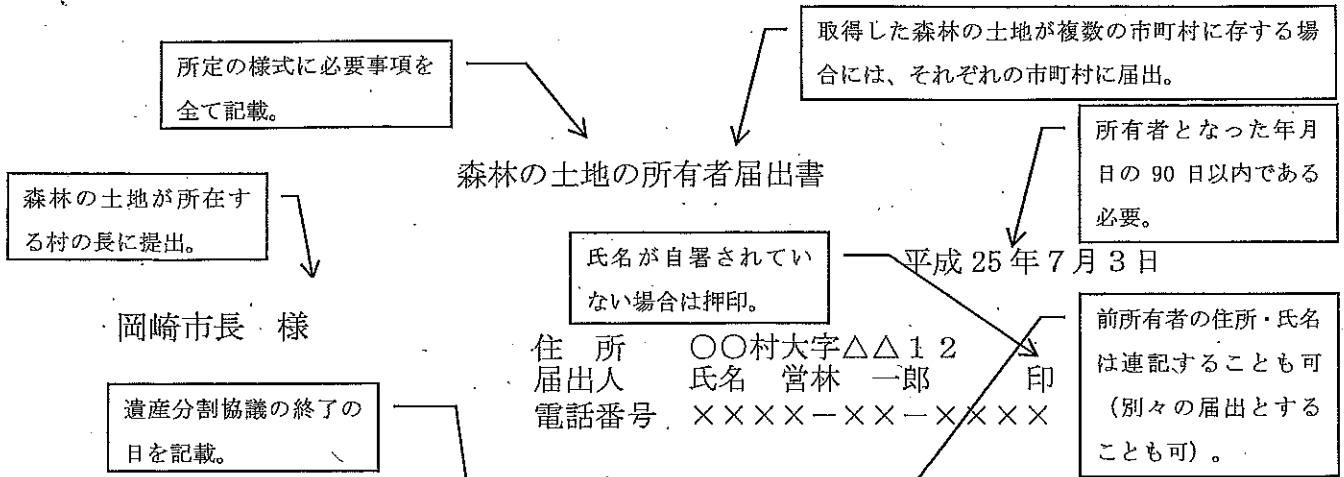 取得した森林の土地が複数の市町村に存する場
合には、それぞれの市町村に届出。
所定の様式に必要事項を
全て記載。
所有者となった年月
日の 90 日以内である
必要。
森林の土地の所有者届出書
森林の土地が所在す
る村の長に提出。
氏名が自署されてい
ない場合は押印。
平成 25 年 7 月 3 日
岡崎市長 様
前所有者の住所・氏名
は連記することも可
(別々の届出とする
ことも可)。
住 所 〇〇村大字△△12
届出人 氏名 営林 一郎 印
電話番号 ××××-××-××××
遺産分割協議の終了の
日を記載。